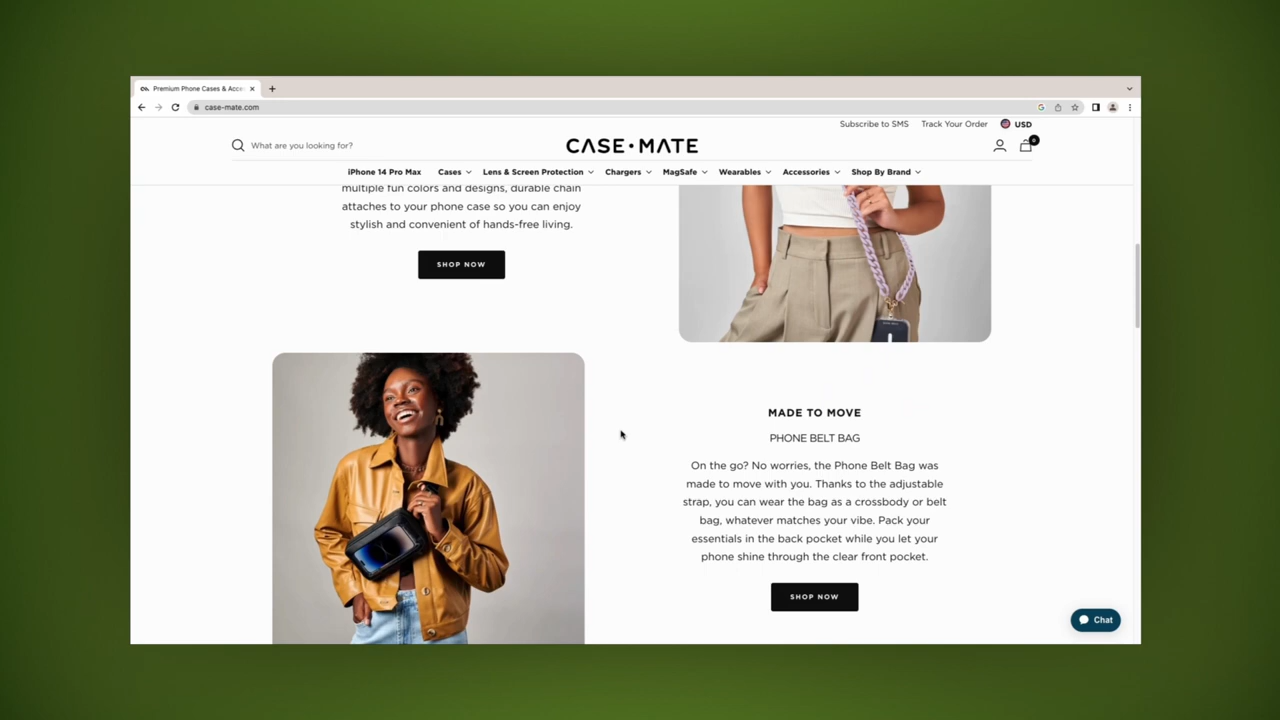 Premium Phone Cases & Acce
case-mate.com
Subscribe to SMS Track Your Order USD
What are you looking for?
CASE•MATE
0
iPhone 14 Pro Max Cases Lens & Screen Protection Chargers MagSafe Wearables Accessories Shop By Brand
multiple fun colors and designs, durable chain
attaches to your phone case so you can enjoy
stylish and convenient of hands-free living.
SHOP NOW
MADE TO MOVE
PHONE BELT BAG
On the go? No worries, the Phone Belt Bag was
made to move with you. Thanks to the adjustable
strap, you can wear the bag as a crossbody or belt
bag, whatever matches your vibe. Pack your
essentials in the back pocket while you let your
phone shine through the clear front pocket.
SHOP NOW
Chat